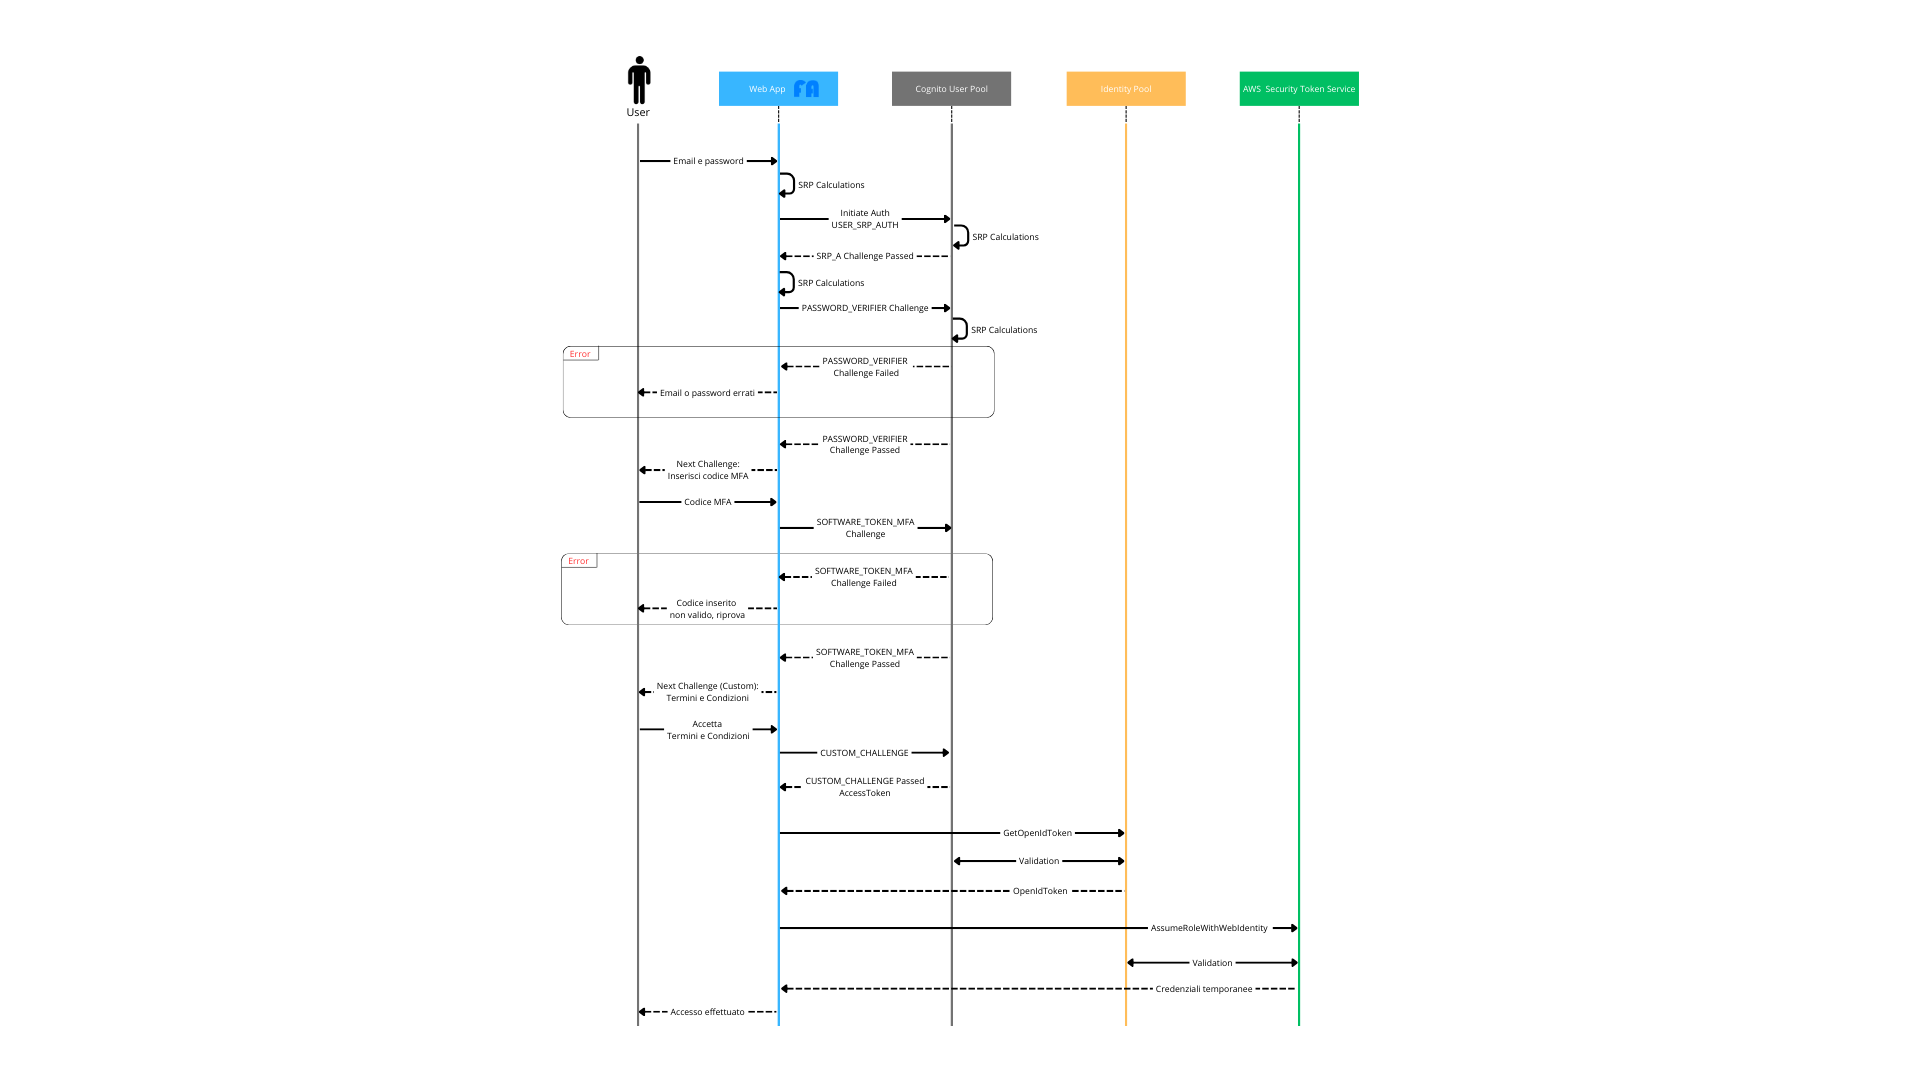 User
Web App FA
Cognito User Pool
Identity Pool
AWS Security Token Service
Email e password
SRP Calculations
Initiate Auth
USER_SRP_AUTH
SRP Calculations
SRP_A Challenge Passed
SRP Calculations
PASSWORD_VERIFIER Challenge
SRP Calculations
Error
PASSWORD_VERIFIER
Challenge Failed
Email o password errati
PASSWORD_VERIFIER
Challenge Passed
Next Challenge:
Inserisci codice MFA
Codice MFA
SOFTWARE_TOKEN_MFA
Challenge
Error
SOFTWARE_TOKEN_MFA
Challenge Failed
Codice inserito
non valido, riprova
SOFTWARE_TOKEN_MFA
Challenge Passed
Next Challenge (Custom):
Termini e Condizioni
Accetta
Termini e Condizioni
CUSTOM_CHALLENGE
CUSTOM_CHALLENGE Passed
AccessToken
GetOpenIdToken
Validation
OpenIdToken
AssumeRoleWithWebIdentity
Validation
Credenziali temporanee
Accesso effettuato